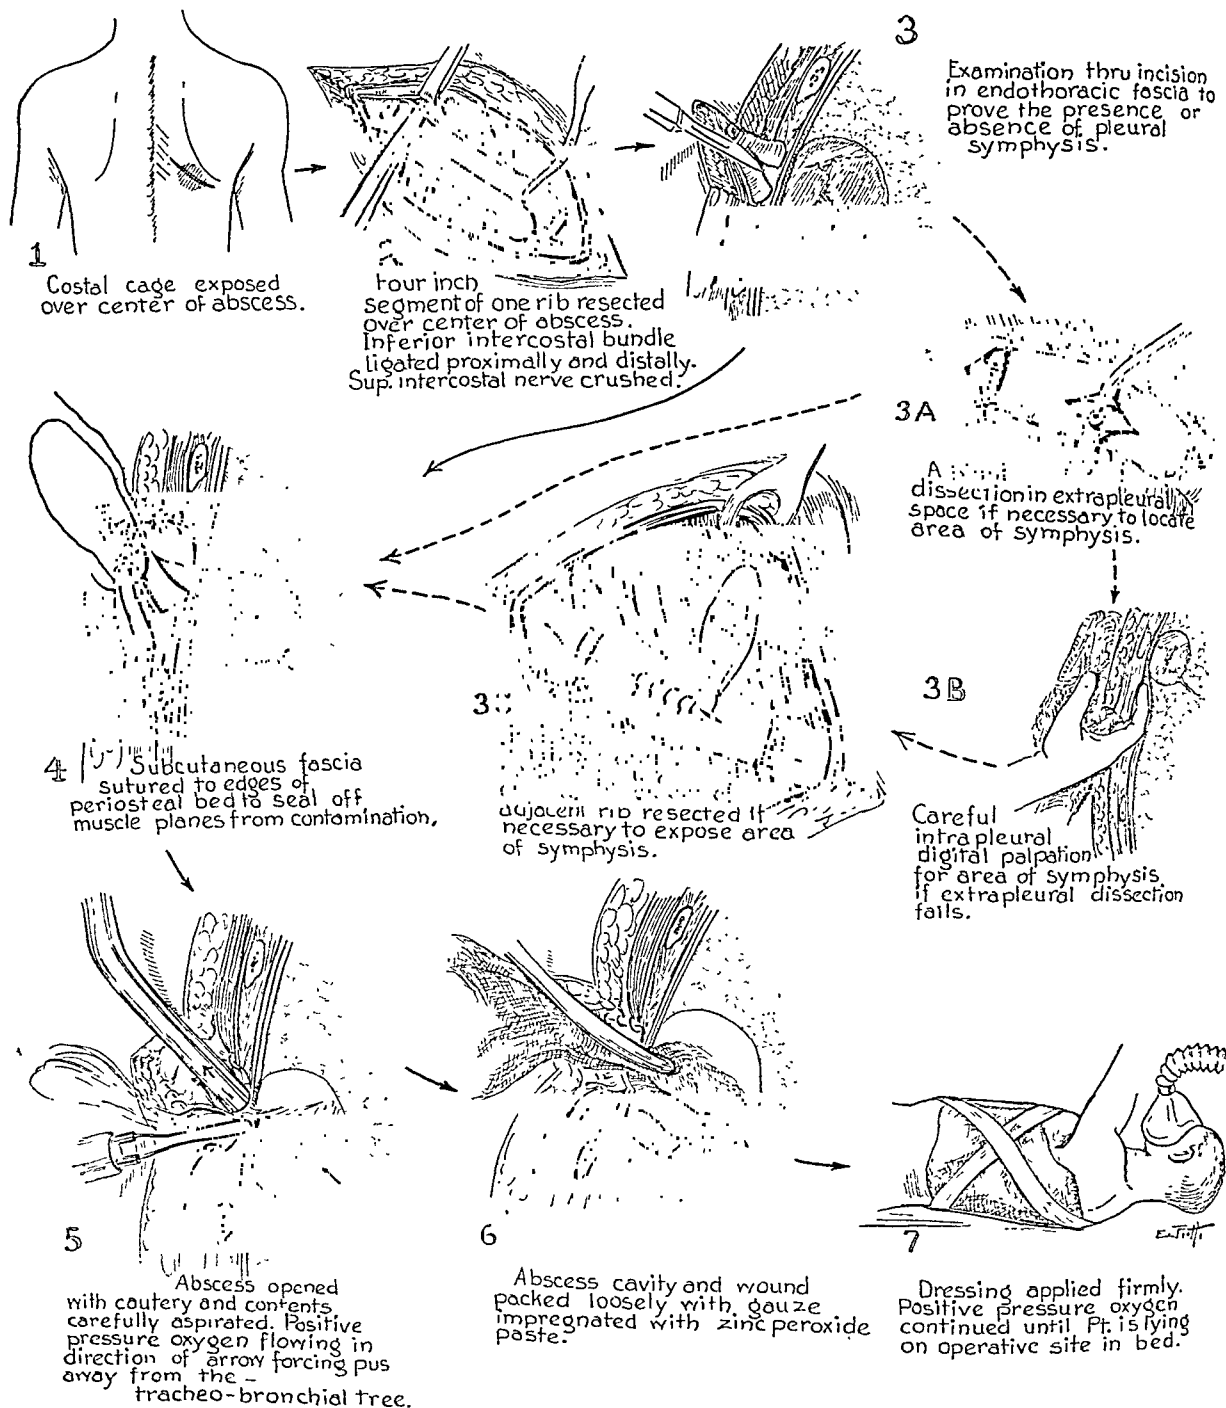 1
Costal cage exposed
over center of abscess.
Four inch
segment of one rib resected
over center of abscess.
Inferior intercostal bundle
ligated proximally and distally.
Sup. intercostal nerve crushed.
3
Examination thru incision
in endothoracic fascia to
prove the presence or
absence of pleural
symphysis.
3A
A
dissection in extrapleural
space if necessary to locate
area of symphysis.
3B
Careful
intrapleural
digital palpation
for area of symphysis
if extrapleural dissection
fails.
3
adjacent rib resected if
necessary to expose area
of symphysis.
4
Subcutaneous fascia
sutured to edges of
periosteal bed to seal off
muscle planes from contamination.
5
Abscess opened
with cautery and contents
carefully aspirated. Positive
pressure oxygen flowing in
direction of arrow forcing pus
away from the -
tracheo-bronchial tree.
6
Abscess cavity and wound
packed loosely with gauze
impregnated with zinc peroxide
paste.
7
Dressing applied firmly.
Positive pressure oxygen
continued until Pt. is lying
on operative site in bed.